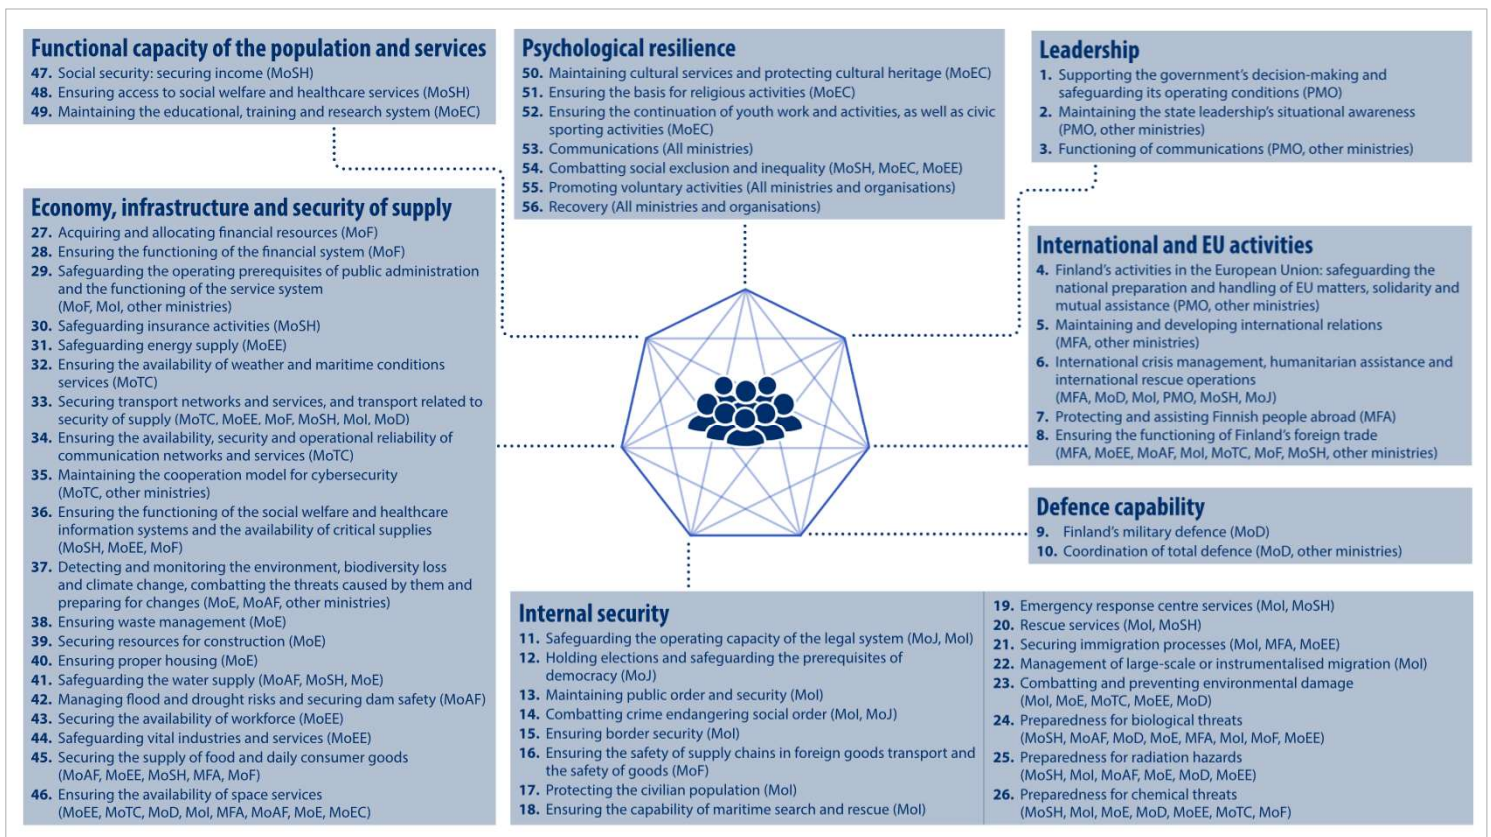 Functional capacity of the population and services
47. Social security: securing income (MoSH)
48. Ensuring access to social welfare and healthcare services (MoSH)
49. Maintaining the educational, training and research system (MoEC)
Psychological resilience
50. Maintaining cultural services and protecting cultural heritage (MoEC)
51. Ensuring the basis for religious activities (MoEC)
52. Ensuring the continuation of youth work and activities, as well as civic
sporting activities (MoEC)
53. Communications (All ministries)
54. Combatting social exclusion and inequality (MoSH, MoEC, MoEE)
55. Promoting voluntary activities (All ministries and organisations)
56. Recovery (All ministries and organisations)
Leadership
1. Supporting the government's decision-making and
safeguarding its operating conditions (PMO)
2. Maintaining the state leadership's situational awareness
(PMO, other ministries)
3. Functioning of communications (PMO, other ministries)
Economy, infrastructure and security of supply
27. Acquiring and allocating financial resources (MoF)
28. Ensuring the functioning of the financial system (MoF)
29. Safeguarding the operating prerequisites of public administration
and the functioning of the service system
(MoF, MoI, other ministries)
30. Safeguarding insurance activities (MoSH)
31. Safeguarding energy supply (MoEE)
32. Ensuring the availability of weather and maritime conditions
services (MoTC)
33. Securing transport networks and services, and transport related to
security of supply (MoTC, MoEE, MoF, MoSH, MoI, MoD)
34. Ensuring the availability, security and operational reliability of
communication networks and services (MoTC)
35. Maintaining the cooperation model for cybersecurity
(MoTC, other ministries)
36. Ensuring the functioning of the social welfare and healthcare
information systems and the availability of critical supplies
(MoSH, MoEE, MoF)
37. Detecting and monitoring the environment, biodiversity loss
and climate change, combatting the threats caused by them and
preparing for changes (MoE, MoAF, other ministries)
38. Ensuring waste management (MoE)
39. Securing resources for construction (MoE)
40. Ensuring proper housing (MoE)
41. Safeguarding the water supply (MoAF, MoSH, MoE)
42. Managing flood and drought risks and securing dam safety (MoAF)
43. Securing the availability of workforce (MoEE)
44. Safeguarding vital industries and services (MoEE)
45. Securing the supply of food and daily consumer goods
(MoAF, MoEE, MoSH, MFA, MoF)
46. Ensuring the availability of space services
(MoEE, MoTC, MoD, MoI, MFA, MoAF, MoE, MoEC)
International and EU activities
4. Finland's activities in the European Union: safeguarding the
national preparation and handling of EU matters, solidarity and
mutual assistance (PMO, other ministries)
5. Maintaining and developing international relations
(MFA, other ministries)
6. International crisis management, humanitarian assistance and
international rescue operations
(MFA, MoD, MoI, PMO, MoSH, MoJ)
7. Protecting and assisting Finnish people abroad (MFA)
8. Ensuring the functioning of Finland's foreign trade
(MFA, MoEE, MoAF, MoI, MoTC, MoF, MoSH, other ministries)
Defence capability
9. Finland's military defence (MoD)
10. Coordination of total defence (MoD, other ministries)
Internal security
11. Safeguarding the operating capacity of the legal system (MoJ, MoI)
12. Holding elections and safeguarding the prerequisites of
democracy (MoJ)
13. Maintaining public order and security (MoI)
14. Combatting crime endangering social order (MoI, MoJ)
15. Ensuring border security (MoI)
16. Ensuring the safety of supply chains in foreign goods transport and
the safety of goods (MoF)
17. Protecting the civilian population (MoI)
18. Ensuring the capability of maritime search and rescue (MoI)
19. Emergency response centre services (MoI, MoSH)
20. Rescue services (MoI, MoSH)
21. Securing immigration processes (MoI, MFA, MoEE)
22. Management of large-scale or instrumentalised migration (MoI)
23. Combatting and preventing environmental damage
(MoI, MoE, MoTC, MoEE, MoD)
24. Preparedness for biological threats
(MoSH, MoAF, MoD, MoE, MFA, MoI, MoF, MoEE)
25. Preparedness for radiation hazards
(MoSH, MoI, MoAF, MoE, MoD, MoEE)
26. Preparedness for chemical threats
(MoSH, MoI, MoE, MoD, MoEE, MoTC, MoF)